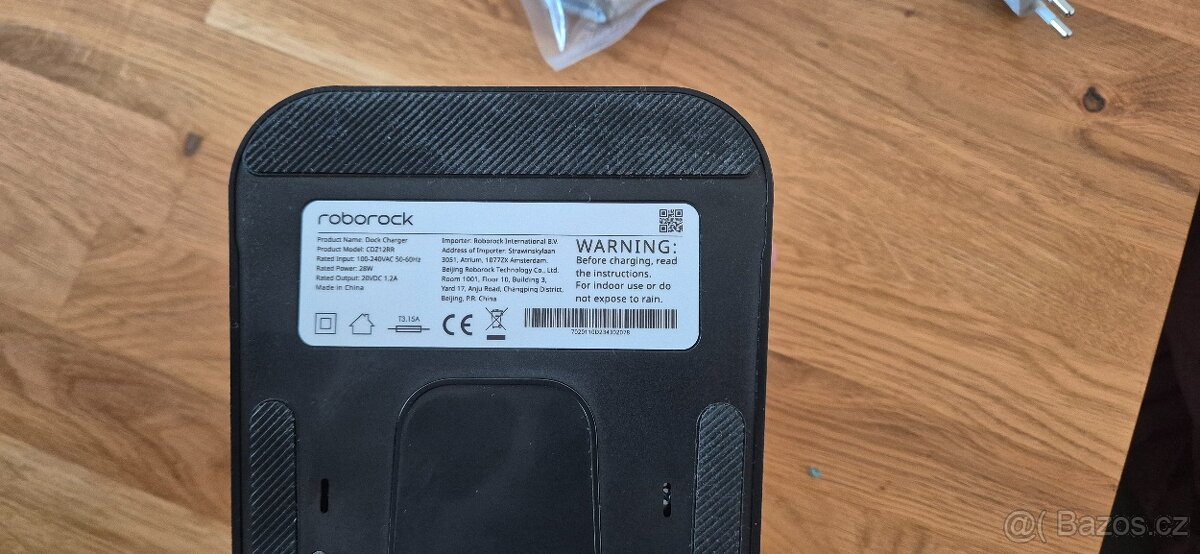 roborock
Product Name: Dock Charger
Product Model: CDZ12RR
Rated Input: 100-240VAC 50-60Hz
Rated Power: 28W
Rated Output: 20VDC 1.2A
Made in China
Importer: Roborock International B.V.
Address of Importer: Strawinskylaan
3051, Atrium, 1077ZX Amsterdam.
Beijing Roborock Technology Co., Ltd.
Room 1001, Floor 10, Building 3,
Yard 17, Anju Road, Changping District,
Beijing, P.R. China
WARNING:
Before charging, read
the instructions.
For indoor use or do
not expose to rain.
T3.15A
CE
@( Bazos.cz